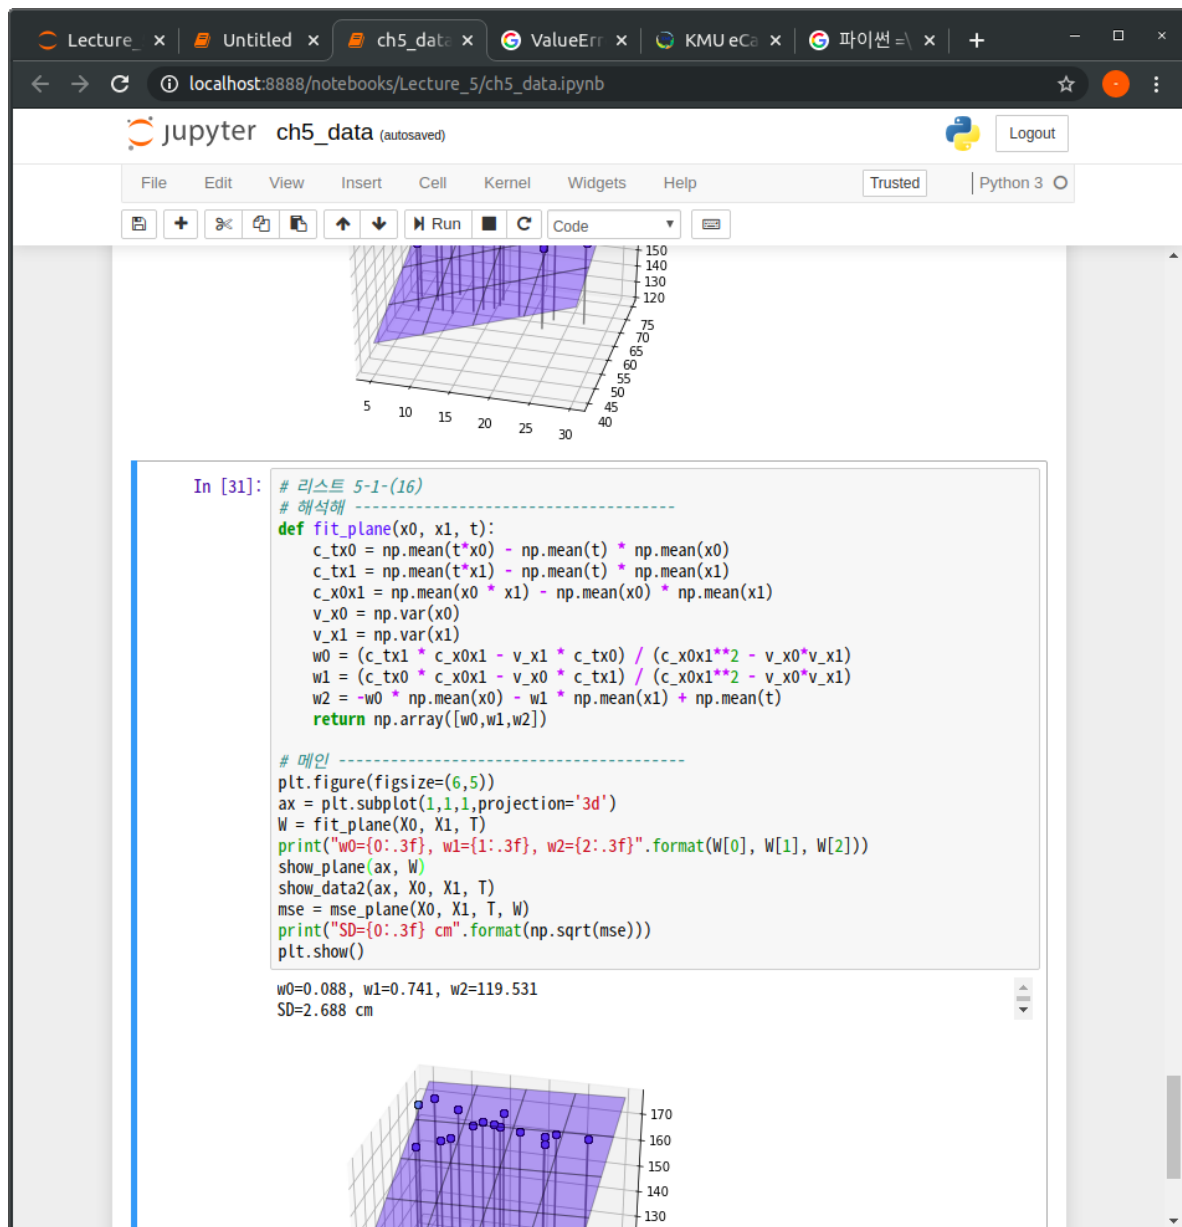 Lecture_
Untitled
ch5_data
ValueErr
KMU eCa
파이썬 =\
localhost:8888/notebooks/Lecture_5/ch5_data.ipynb
jupyter ch5_data (autosaved)
Logout
File Edit View Insert Cell Kernel Widgets Help
Trusted
Python 3
Run
Code
150
140
130
120
75
70
65
60
55
50
45
40
5 10 15 20 25 30
In [31]:
# 리스트 5-1-(16)
# 해석해 -------------------------------------
def fit_plane(x0, x1, t):
    c_tx0 = np.mean(t*x0) - np.mean(t) * np.mean(x0)
    c_tx1 = np.mean(t*x1) - np.mean(t) * np.mean(x1)
    c_x0x1 = np.mean(x0 * x1) - np.mean(x0) * np.mean(x1)
    v_x0 = np.var(x0)
    v_x1 = np.var(x1)
    w0 = (c_tx1 * c_x0x1 - v_x1 * c_tx0) / (c_x0x1**2 - v_x0*v_x1)
    w1 = (c_tx0 * c_x0x1 - v_x0 * c_tx1) / (c_x0x1**2 - v_x0*v_x1)
    w2 = -w0 * np.mean(x0) - w1 * np.mean(x1) + np.mean(t)
    return np.array([w0,w1,w2])
# 메인 ----------------------------------------
plt.figure(figsize=(6,5))
ax = plt.subplot(1,1,1,projection='3d')
W = fit_plane(X0, X1, T)
print("w0={0:.3f}, w1={1:.3f}, w2={2:.3f}".format(W[0], W[1], W[2]))
show_plane(ax, W)
show_data2(ax, X0, X1, T)
mse = mse_plane(X0, X1, T, W)
print("SD={0:.3f} cm".format(np.sqrt(mse)))
plt.show()
w0=0.088, w1=0.741, w2=119.531
SD=2.688 cm
170
160
150
140
130